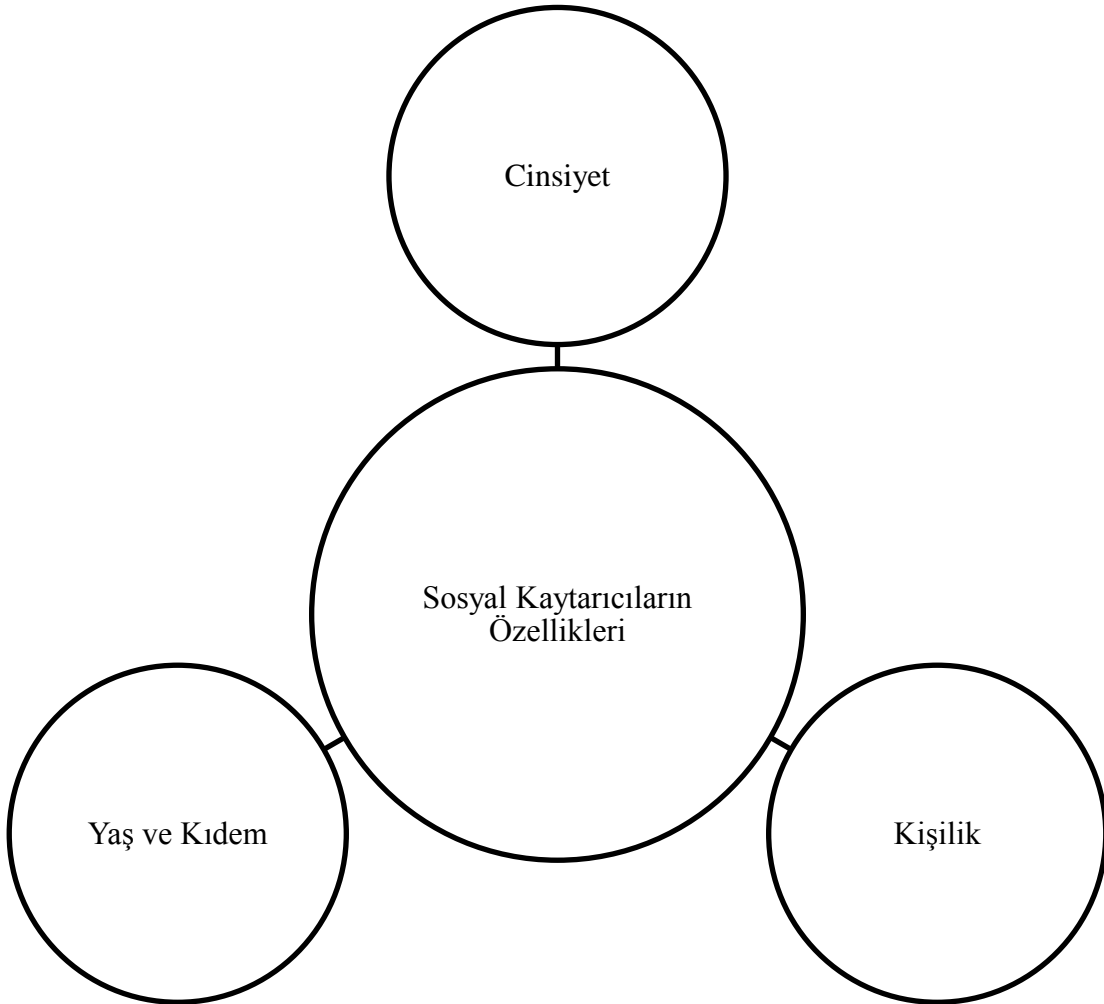 Cinsiyet
Sosyal Kaytarıcıların
Özellikleri
Yaş ve Kıdem
Kişilik